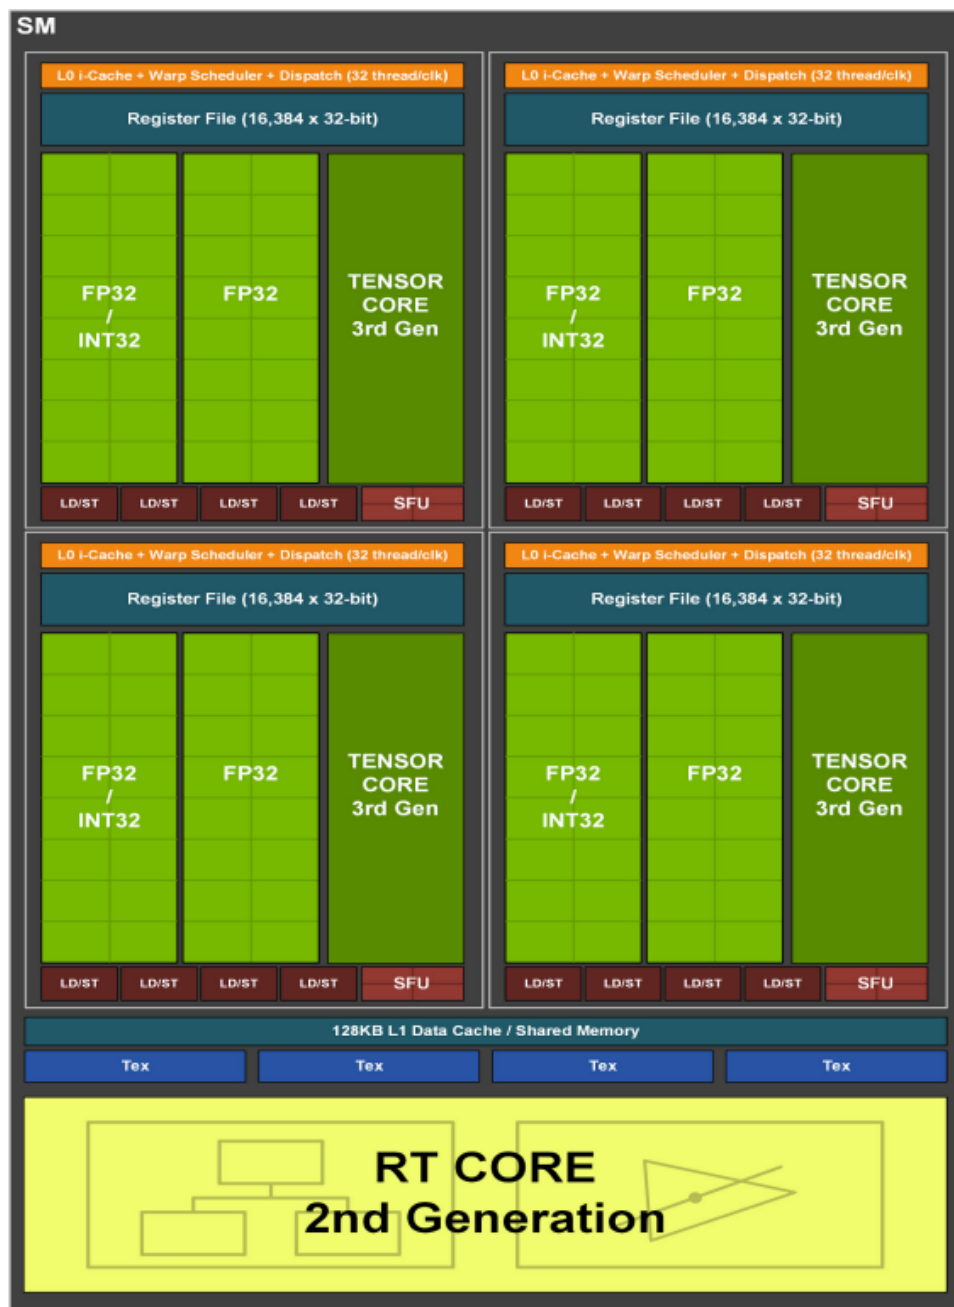 SM
L0 i-Cache + Warp Scheduler + Dispatch (32 thread/clk)
Register File (16,384 x 32-bit)
FP32
/
INT32
FP32
TENSOR
CORE
3rd Gen
LD/ST LD/ST LD/ST LD/ST SFU
L0 i-Cache + Warp Scheduler + Dispatch (32 thread/clk)
Register File (16,384 x 32-bit)
FP32
/
INT32
FP32
TENSOR
CORE
3rd Gen
LD/ST LD/ST LD/ST LD/ST SFU
L0 i-Cache + Warp Scheduler + Dispatch (32 thread/clk)
Register File (16,384 x 32-bit)
FP32
/
INT32
FP32
TENSOR
CORE
3rd Gen
LD/ST LD/ST LD/ST LD/ST SFU
L0 i-Cache + Warp Scheduler + Dispatch (32 thread/clk)
Register File (16,384 x 32-bit)
FP32
/
INT32
FP32
TENSOR
CORE
3rd Gen
LD/ST LD/ST LD/ST LD/ST SFU
128KB L1 Data Cache / Shared Memory
Tex Tex Tex Tex
RT CORE
2nd Generation